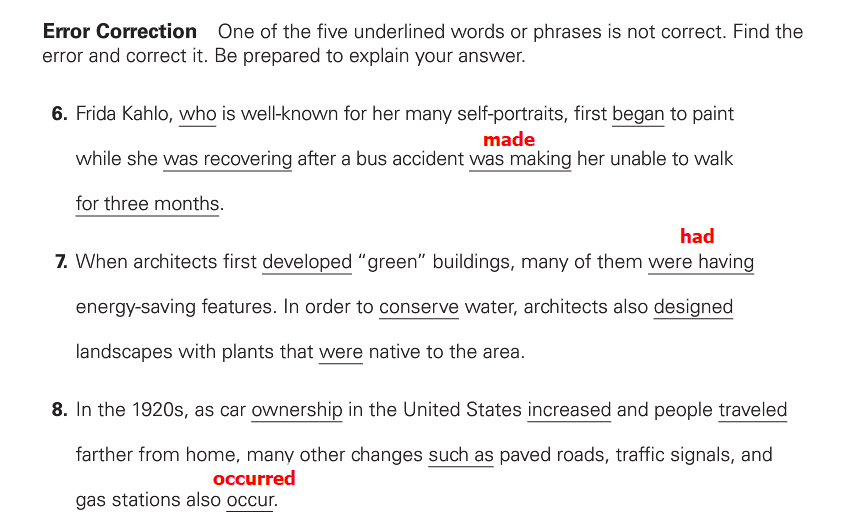 Error Correction One of the five underlined words or phrases is not correct. Find the
error and correct it. Be prepared to explain your answer.
6. Frida Kahlo, who is well-known for her many self-portraits, first began to paint
made
while she was recovering after a bus accident was making her unable to walk
for three months.
had
7. When architects first developed “green” buildings, many of them were having
energy-saving features. In order to conserve water, architects also designed
landscapes with plants that were native to the area.
8. In the 1920s, as car ownership in the United States increased and people traveled
farther from home, many other changes such as paved roads, traffic signals, and
occurred
gas stations also occur.